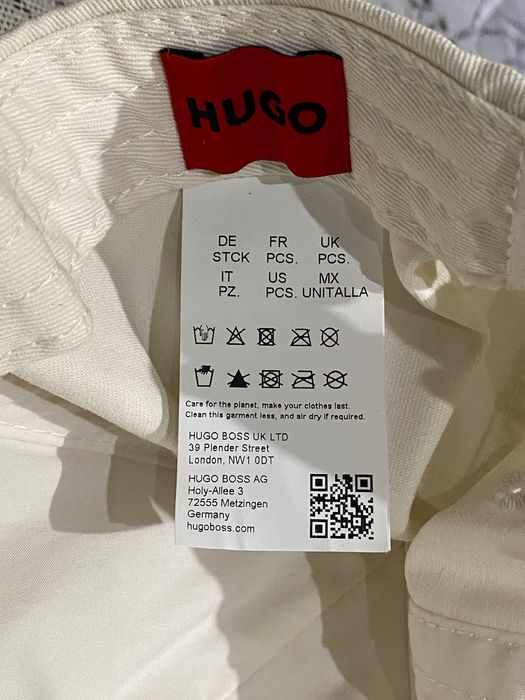 HUGO
DE FR UK
STCK PCS. PCS.
IT US MX
PZ. PCS. UNITALLA
Care for the planet, make your clothes last.
Clean this garment less, and air dry if required.
HUGO BOSS UK LTD
39 Plender Street
London, NW1 0DT
HUGO BOSS AG
Holy-Allee 3
72555 Metzingen
Germany
hugoboss.com